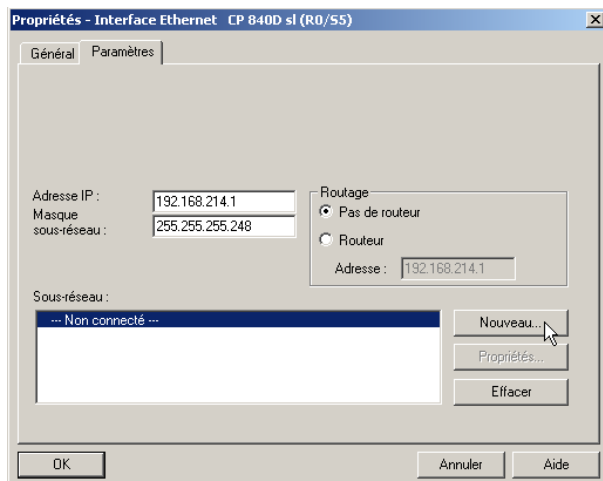 Propriétés - Interface Ethernet CP 840D sl (R0/S5)
Général Paramètres
Adresse IP : 192.168.214.1
Masque
sous-réseau : 255.255.255.248
Routage
Pas de routeur
Routeur
Adresse : 192.168.214.1
Sous-réseau :
--- Non connecté ---
Nouveau...
Propriétés...
Effacer
OK Annuler Aide